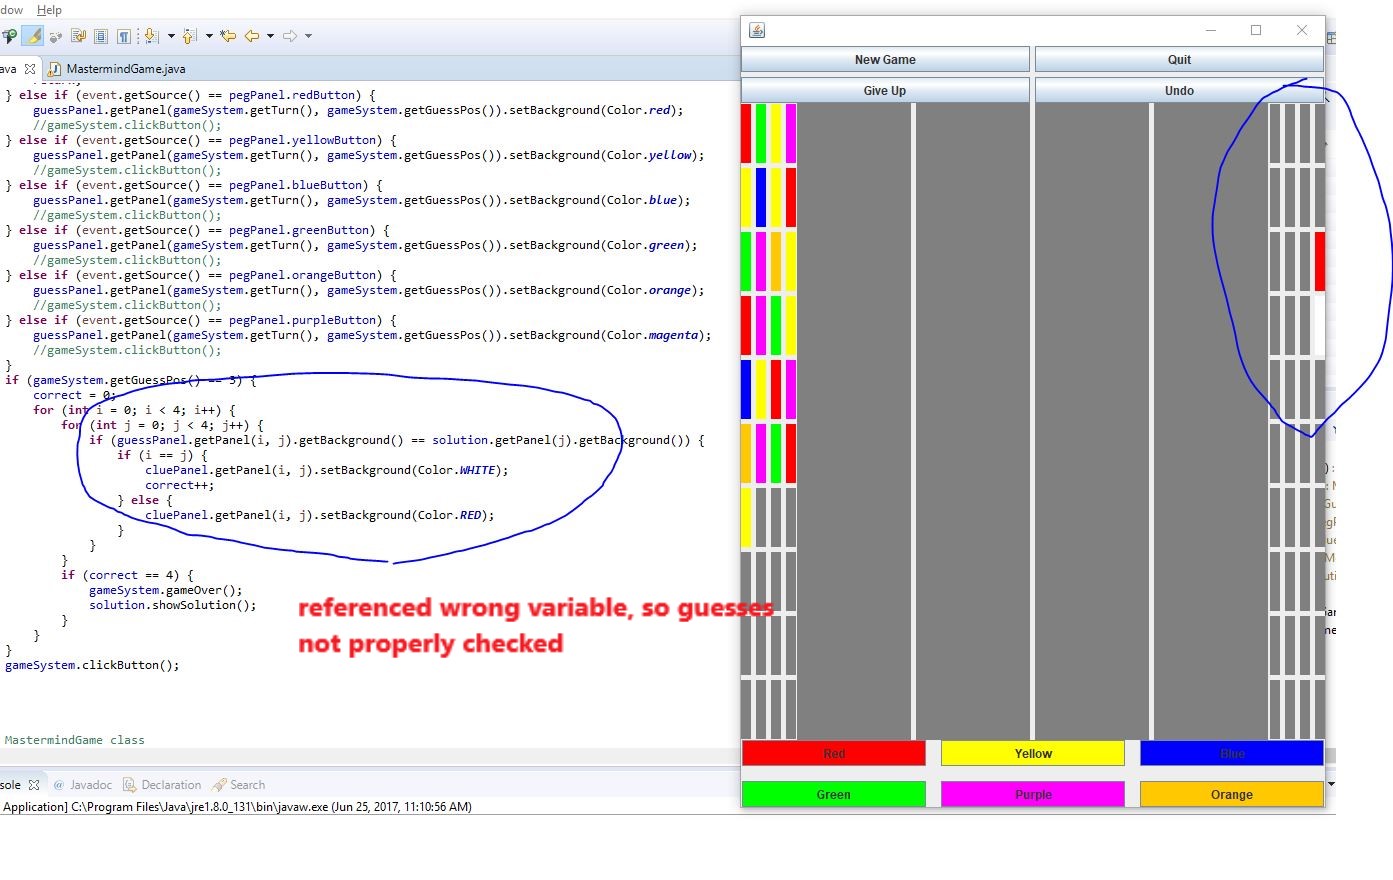 dow Help
ava MastermindGame.java
} else if (event.getSource() == pegPanel.redButton) {
guessPanel.getPanel(gameSystem.getTurn(), gameSystem.getGuessPos()).setBackground(Color.red);
//gameSystem.clickButton();
} else if (event.getSource() == pegPanel.yellowButton) {
guessPanel.getPanel(gameSystem.getTurn(), gameSystem.getGuessPos()).setBackground(Color.yellow);
//gameSystem.clickButton();
} else if (event.getSource() == pegPanel.blueButton) {
guessPanel.getPanel(gameSystem.getTurn(), gameSystem.getGuessPos()).setBackground(Color.blue);
//gameSystem.clickButton();
} else if (event.getSource() == pegPanel.greenButton) {
guessPanel.getPanel(gameSystem.getTurn(), gameSystem.getGuessPos()).setBackground(Color.green);
//gameSystem.clickButton();
} else if (event.getSource() == pegPanel.orangeButton) {
guessPanel.getPanel(gameSystem.getTurn(), gameSystem.getGuessPos()).setBackground(Color.orange);
//gameSystem.clickButton();
} else if (event.getSource() == pegPanel.purpleButton) {
guessPanel.getPanel(gameSystem.getTurn(), gameSystem.getGuessPos()).setBackground(Color.magenta);
//gameSystem.clickButton();
}
if (gameSystem.getGuessPos() == 3) {
correct = 0;
for (int i = 0; i < 4; i++) {
for (int j = 0; j < 4; j++) {
if (guessPanel.getPanel(i, j).getBackground() == solution.getPanel(j).getBackground()) {
if (i == j) {
cluePanel.getPanel(i, j).setBackground(Color.WHITE);
correct++;
} else {
cluePanel.getPanel(i, j).setBackground(Color.RED);
}
}
}
if (correct == 4) {
gameSystem.gameOver();
solution.showSolution();
}
}
}
gameSystem.clickButton();
referenced wrong variable, so guesses
not properly checked
MastermindGame class
sole Javadoc Declaration Search
Application] C:\Program Files\Java\jre1.8.0_131\bin\javaw.exe (Jun 25, 2017, 11:10:56 AM)
New Game Quit
Give Up Undo
Red Yellow Blue
Green Purple Orange